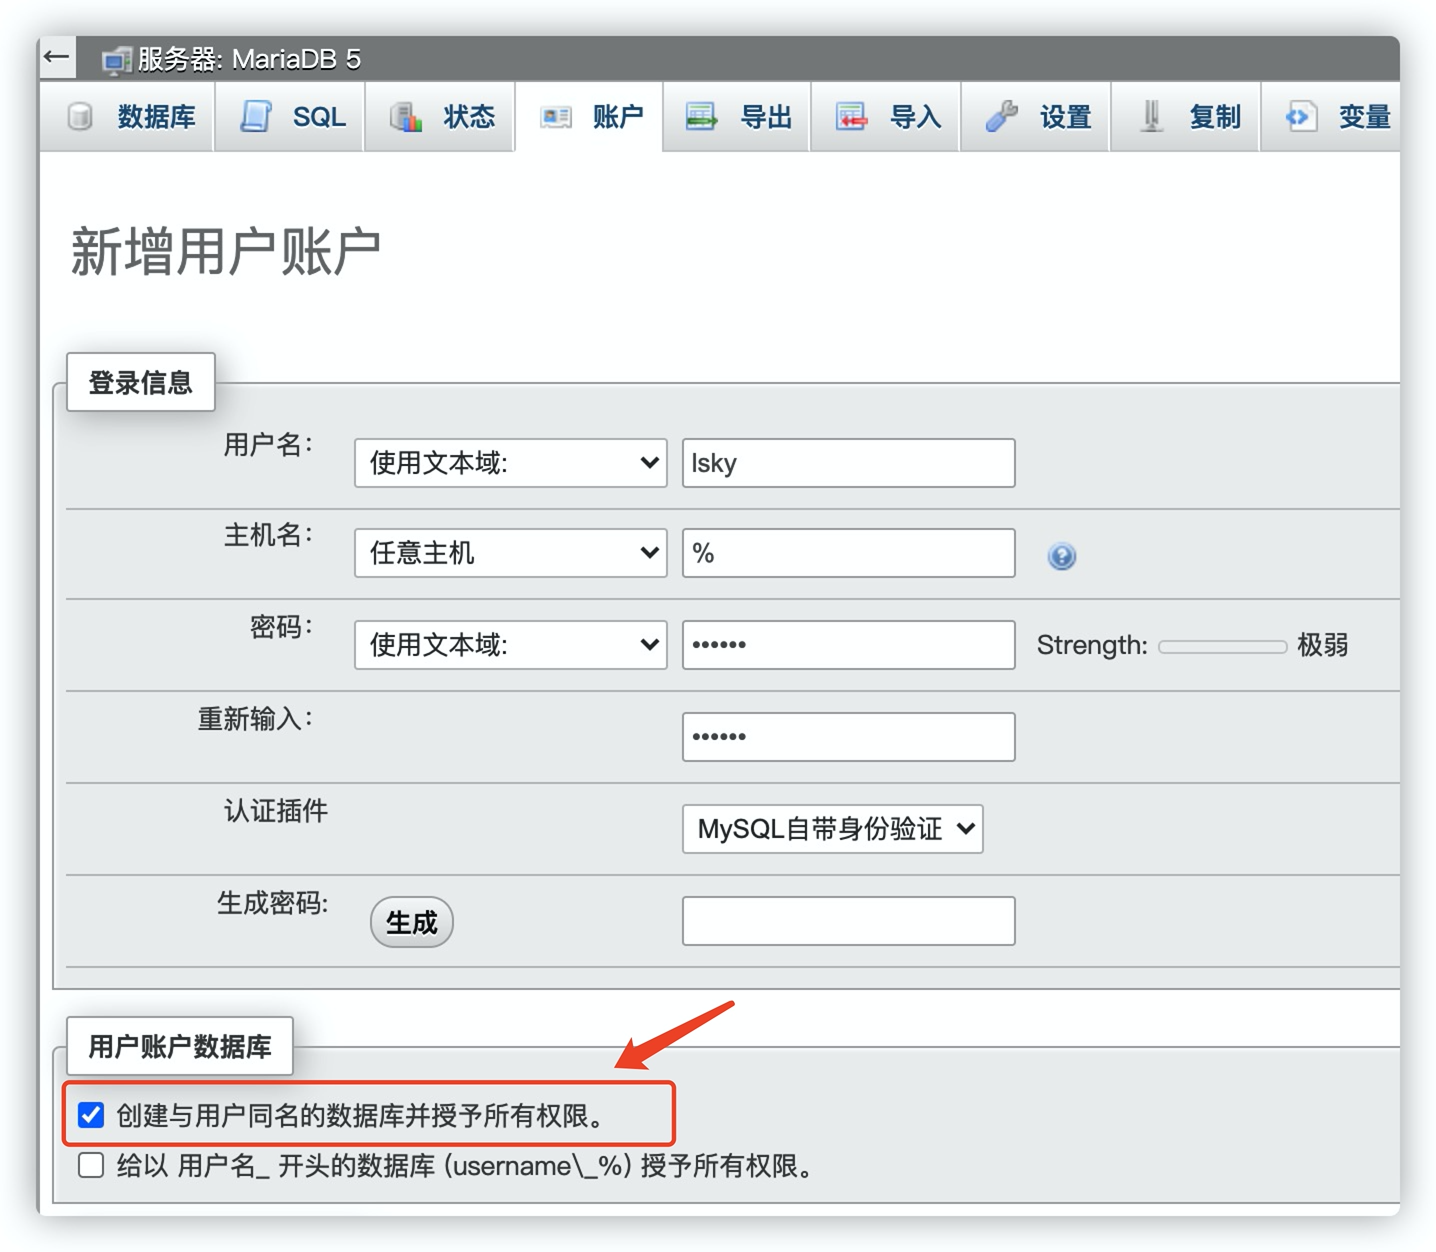 服务器: MariaDB 5
数据库 SQL 状态 账户 导出 导入 设置 复制 变量
新增用户账户
登录信息
用户名： 使用文本域: lsky
主机名： 任意主机 %
密码： 使用文本域: •••••• Strength: 极弱
重新输入： ••••••
认证插件 MySQL自带身份验证
生成密码: 生成
用户账户数据库
创建与用户同名的数据库并授予所有权限。
给以 用户名_ 开头的数据库 (username\_%) 授予所有权限。